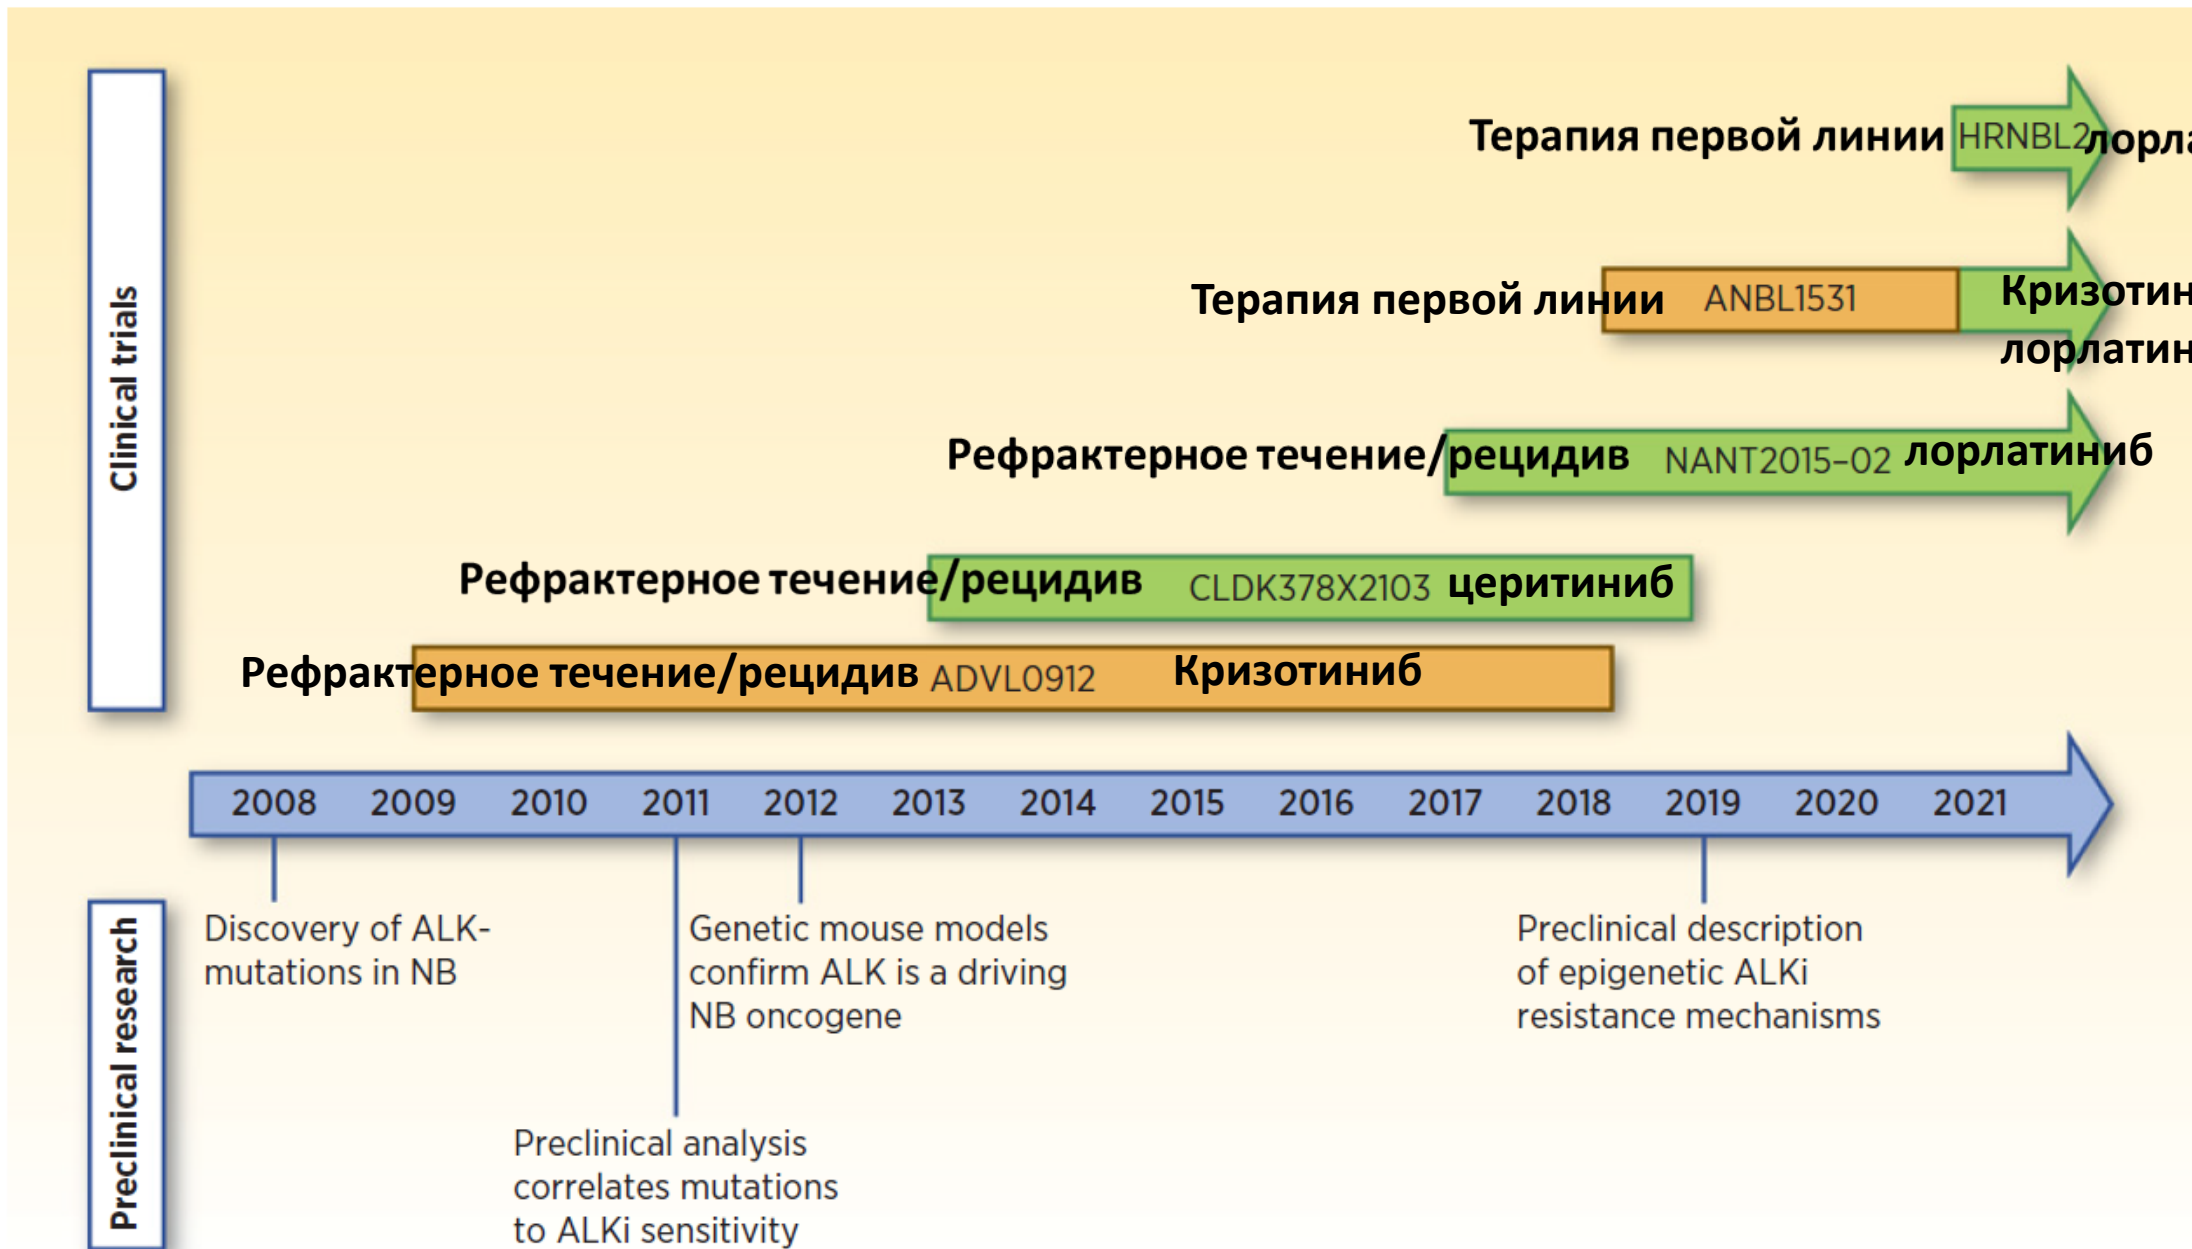 Clinical trials
Терапия первой линии HRNBL2
Терапия первой линии ANBL1531
Рефрактерное течение/рецидив NANT2015-02 лорлатиниб
Рефрактерное течение/рецидив CLDK378X2103 церитиниб
Рефрактерное течение/рецидив ADVL0912 Кризотиниб
2008 2009 2010 2011 2012 2013 2014 2015 2016 2017 2018 2019 2020 2021
Preclinical research
Discovery of ALK-
mutations in NB
Genetic mouse models
confirm ALK is a driving
NB oncogene
Preclinical description
of epigenetic ALKi
resistance mechanisms
Preclinical analysis
correlates mutations
to ALKi sensitivity